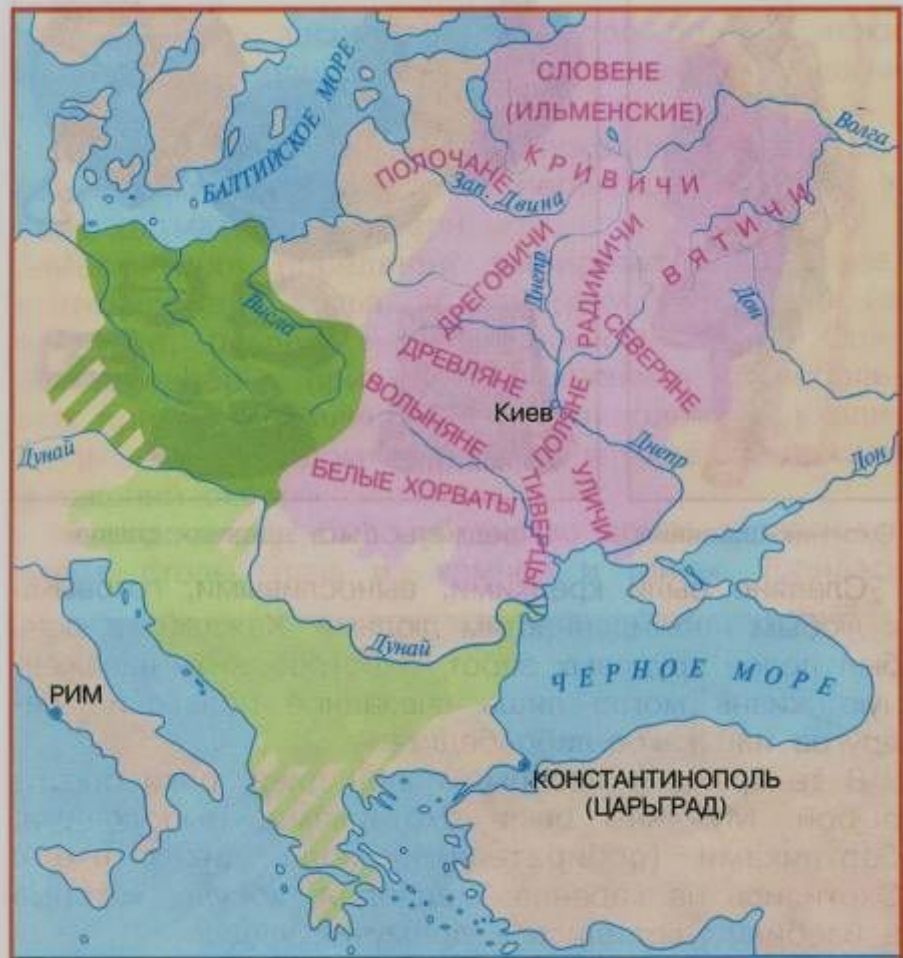 СЛОВЕНЕ
(ИЛЬМЕНСКИЕ)
Волга
БАЛТИЙСКОЕ МОРЕ
ПОЛОЧАНЕ
КРИВИЧИ
Зап. Двина
ВЯТИЧИ
ДРЕГОВИЧИ
Днепр
РАДИМИЧИ
Дон
Висла
СЕВЕРЯНЕ
ДРЕВЛЯНЕ
ВОЛЫНЯНЕ
Киев
ПОЛЯНЕ
Дунай
Днепр
Дон
БЕЛЫЕ ХОРВАТЫ
ТИВЕРЦЫ
УЛИЧИ
Дунай
ЧЕРНОЕ МОРЕ
РИМ
КОНСТАНТИНОПОЛЬ
(ЦАРЬГРАД)